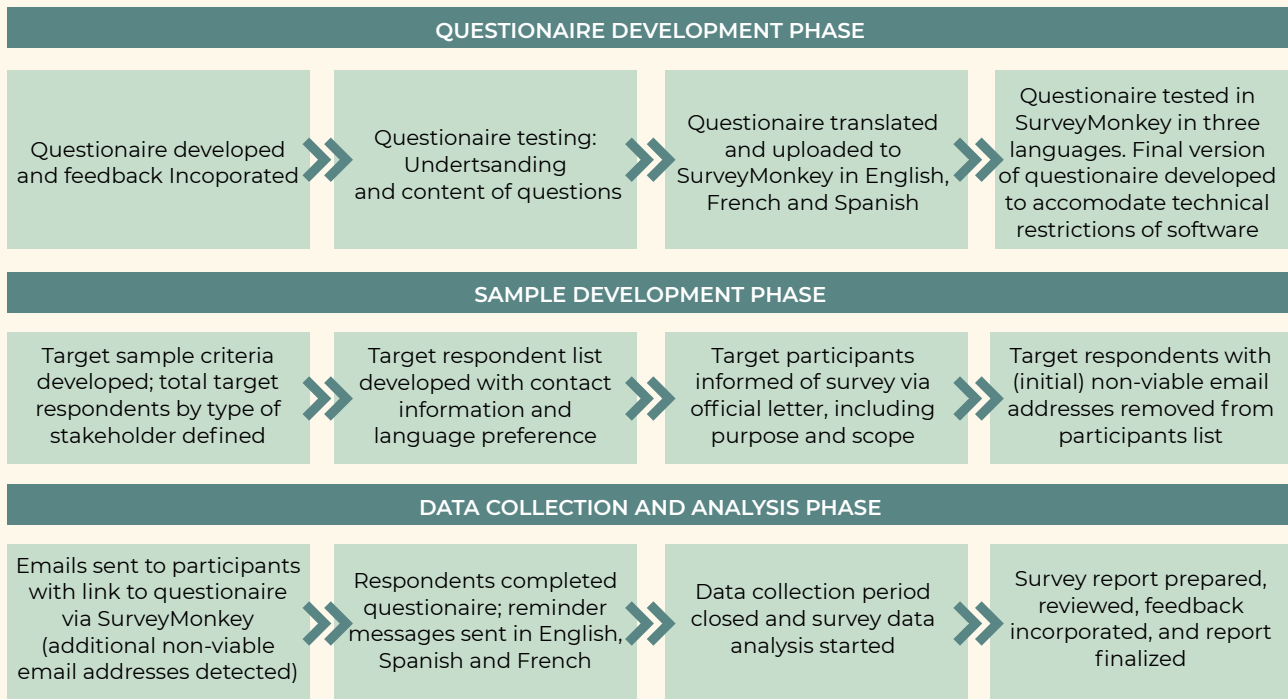 QUESTIONAIRE DEVELOPMENT PHASE
Questionaire developed
and feedback Incoporated
Questionaire testing:
Undertsanding
and content of questions
Questionaire translated
and uploaded to
SurveyMonkey in English,
French and Spanish
Questionaire tested in
SurveyMonkey in three
languages. Final version
of questionaire developed
to accomodate technical
restrictions of software
SAMPLE DEVELOPMENT PHASE
Target sample criteria
developed; total target
respondents by type of
stakeholder defined
Target respondent list
developed with contact
information and
language preference
Target participants
informed of survey via
official letter, including
purpose and scope
Target respondents with
(initial) non-viable email
addresses removed from
participants list
DATA COLLECTION AND ANALYSIS PHASE
Emails sent to participants
with link to questionaire
via SurveyMonkey
(additional non-viable
email addresses detected)
Respondents completed
questionaire; reminder
messages sent in English,
Spanish and French
Data collection period
closed and survey data
analysis started
Survey report prepared,
reviewed, feedback
incorporated, and report
finalized